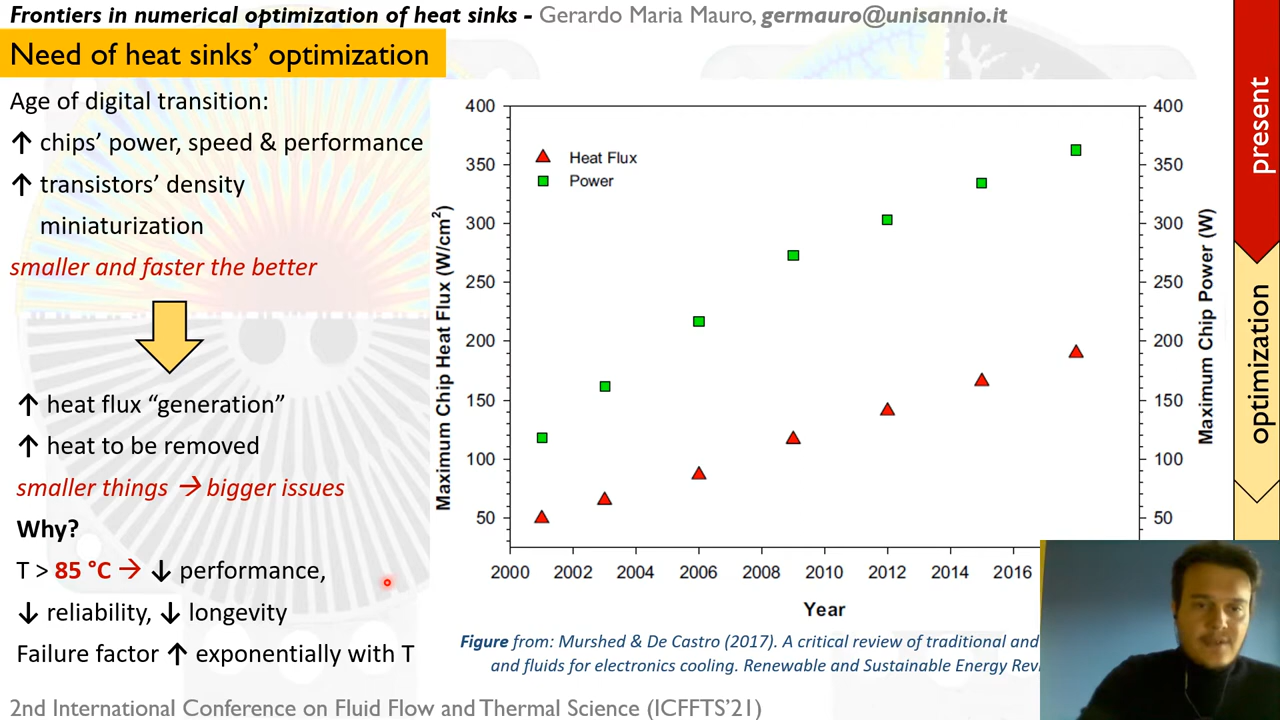 Frontiers in numerical optimization of heat sinks - Gerardo Maria Mauro, germauro@unisannio.it
Need of heat sinks' optimization
Age of digital transition:
↑ chips' power, speed & performance
↑ transistors' density
miniaturization
smaller and faster the better
↑ heat flux “generation”
↑ heat to be removed
smaller things → bigger issues
Why?
T > 85 °C → ↓ performance,
↓ reliability, ↓ longevity
Failure factor ↑ exponentially with T
400
350
300
250
200
150
100
50
Maximum Chip Heat Flux (W/cm²)
Heat Flux
Power
400
350
300
250
200
150
100
50
Maximum Chip Power (W)
2000 2002 2004 2006 2008 2010 2012 2014 2016
Year
Figure from: Murshed & De Castro (2017). A critical review of traditional and
and fluids for electronics cooling. Renewable and Sustainable Energy Rev
present
optimization
2nd International Conference on Fluid Flow and Thermal Science (ICFFTS'21)